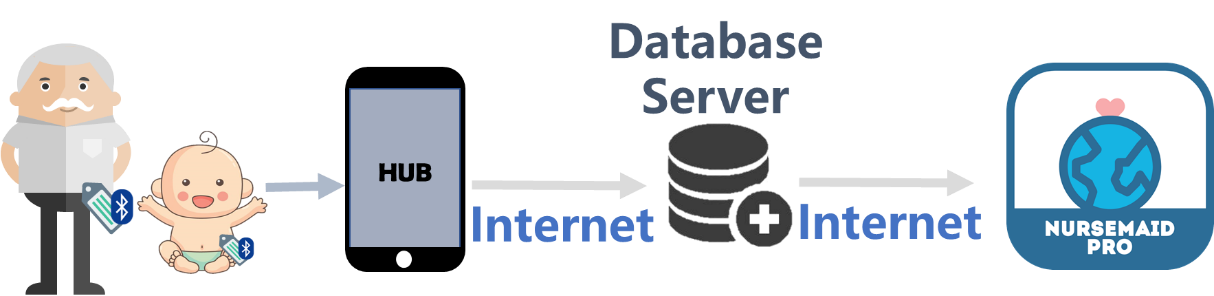 Database
Server
HUB
Internet
Internet
NURSEMAID
PRO